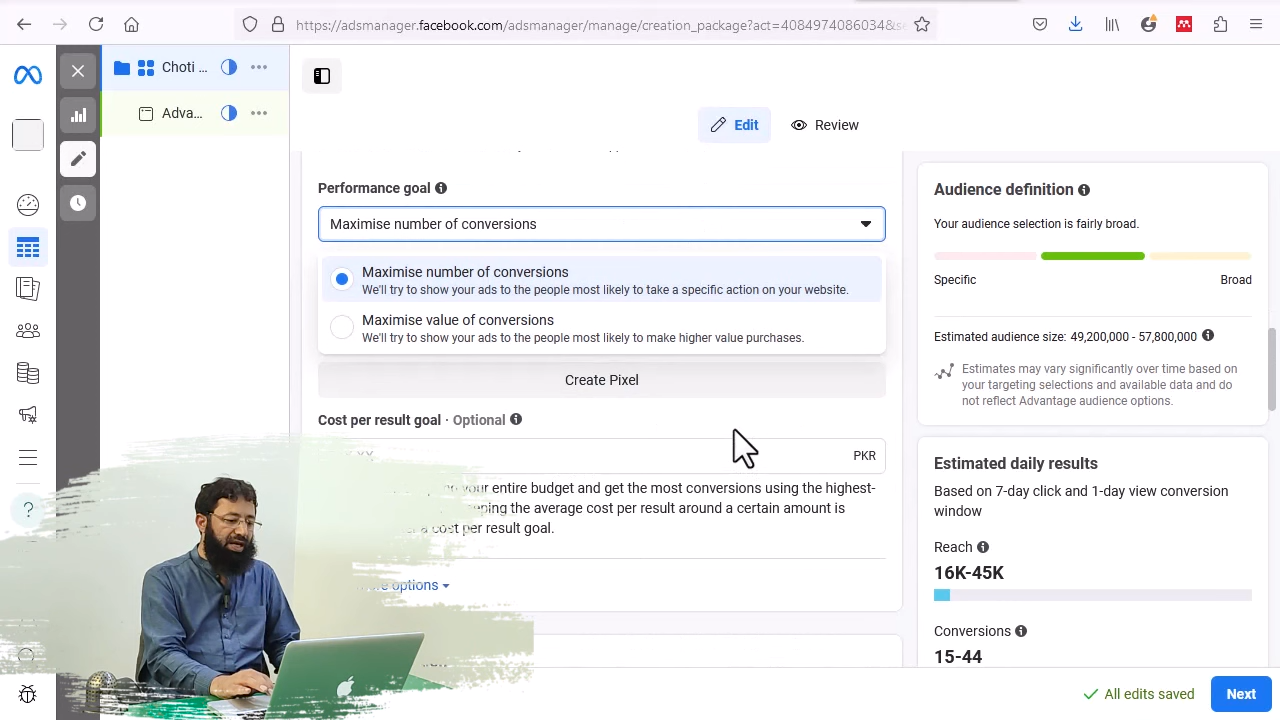 https://adsmanager.facebook.com/adsmanager/manage/creation_package?act=4084974086034&se
Choti ...
Adva...
Edit
Review
Performance goal
Maximise number of conversions
Maximise number of conversions
We'll try to show your ads to the people most likely to take a specific action on your website.
Maximise value of conversions
We'll try to show your ads to the people most likely to make higher value purchases.
Create Pixel
Cost per result goal · Optional
PKR
your entire budget and get the most conversions using the highest-
the average cost per result around a certain amount is
cost per result goal.
options
Audience definition
Your audience selection is fairly broad.
Specific
Broad
Estimated audience size: 49,200,000 - 57,800,000
Estimates may vary significantly over time based on
your targeting selections and available data and do
not reflect Advantage audience options.
Estimated daily results
Based on 7-day click and 1-day view conversion
window
Reach
16K-45K
Conversions
15-44
All edits saved
Next